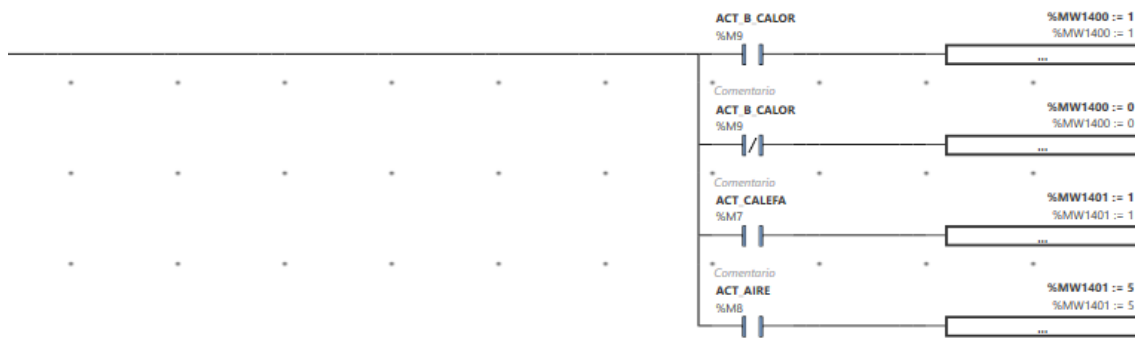 ACT_B_CALOR %MW1400 := 1
%M9 %MW1400 := 1
...
Comentario
ACT_B_CALOR %MW1400 := 0
%M9 %MW1400 := 0
...
Comentario
ACT_CALEFA %MW1401 := 1
%M7 %MW1401 := 1
...
Comentario
ACT_AIRE %MW1401 := 5
%M8 %MW1401 := 5
...